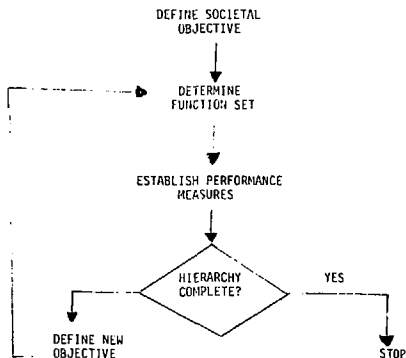 DEFINE SOCIETAL
OBJECTIVE
DETERMINE
FUNCTION SET
ESTABLISH PERFORMANCE
MEASURES
HIERARCHY
COMPLETE?
YES
DEFINE NEW
OBJECTIVE
STOP